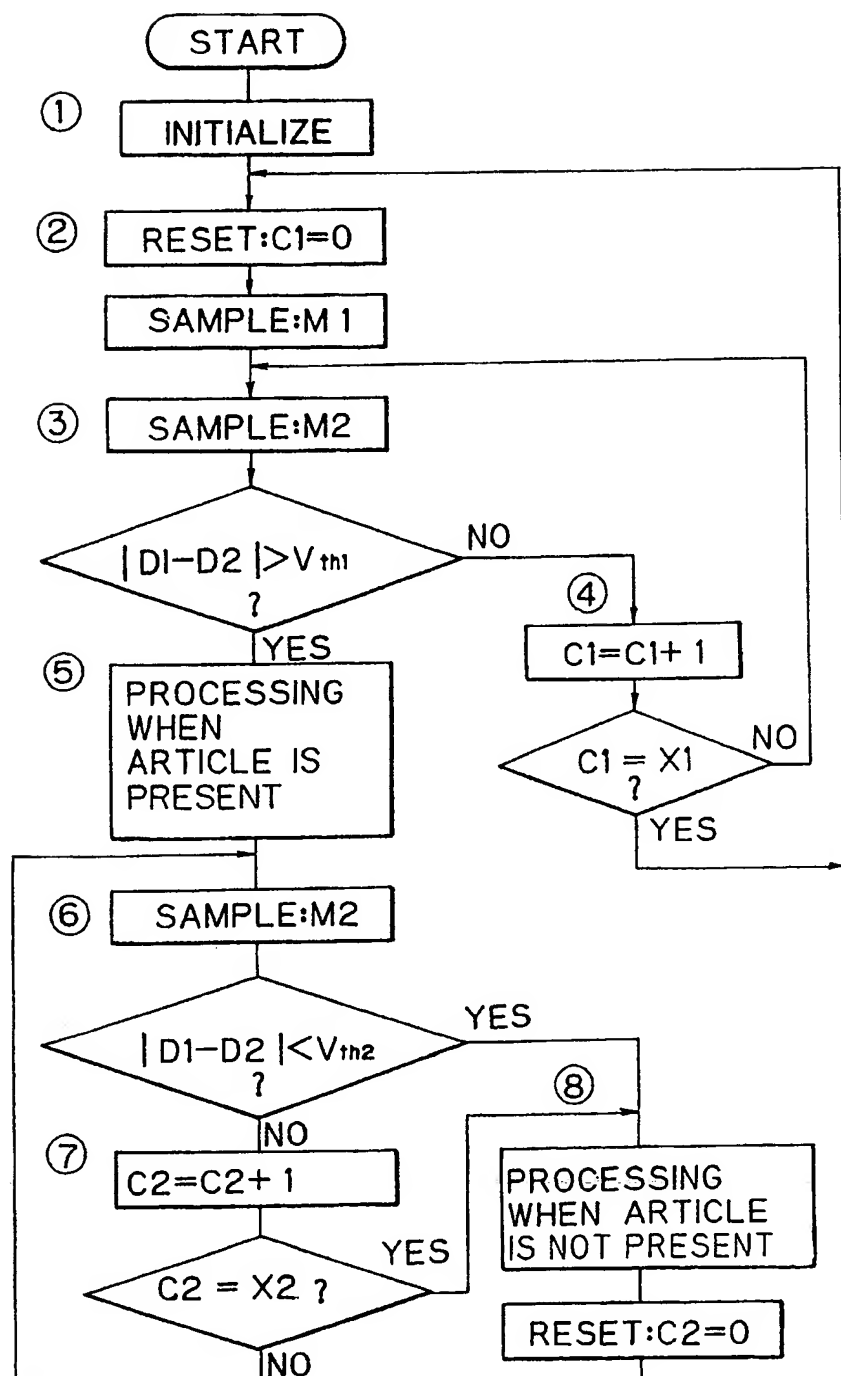 START
① INITIALIZE
② RESET:C1=0
SAMPLE:M1
③ SAMPLE:M2
|D1-D2|>Vth1
?
NO
YES
④
C1=C1+1
C1=X1
?
NO
YES
⑤ PROCESSING
WHEN
ARTICLE IS
PRESENT
⑥ SAMPLE:M2
|D1-D2|<Vth2
?
YES
NO
⑦ C2=C2+1
C2=X2 ?
YES
NO
⑧
PROCESSING
WHEN ARTICLE
IS NOT PRESENT
RESET:C2=0